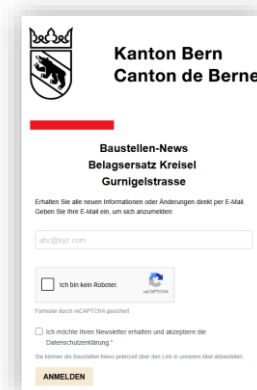 Kanton Bern
Canton de Berne
Baustellen-News
Belagsersatz Kreisel
Gurnigelstrasse
Erhalten Sie alle neuen Informationen oder Änderungen direkt per E-Mail.
Geben Sie Ihre E-Mail ein, um sich anzumelden:
abc@xyz.com
Ich bin kein Roboter.
reCAPTCHA
Formular durch reCAPTCHA gesichert
Ich möchte Ihren Newsletter erhalten und akzeptiere die
Datenschutzerklärung.*
Sie können die Baustellen-News jederzeit über den Link in unserem Mail abbestellen.
ANMELDEN